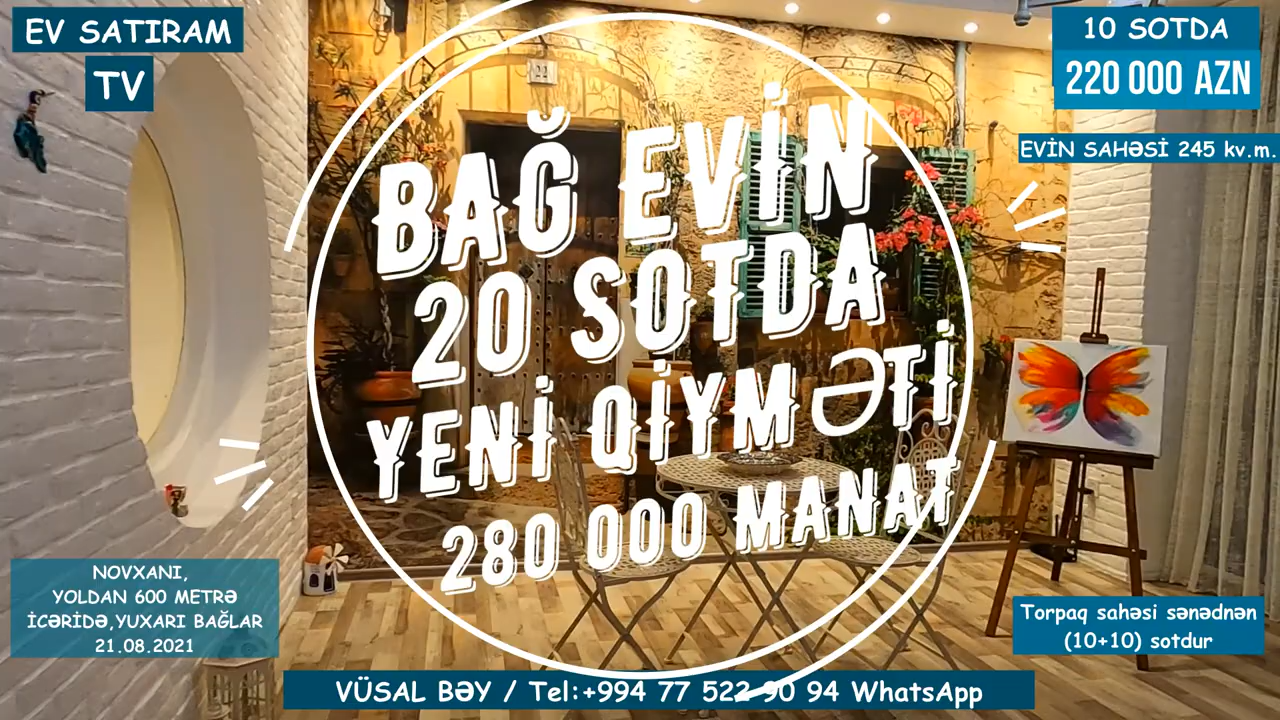 EV SATIRAM
TV
10 SOTDA
220 000 AZN
EVİN SAHƏSİ 245 kv.m.
22
BAĞ EVİN
20 SOTDA
YENİ QİYMƏTİ
280 000 MANAT
NOVXANI,
YOLDAN 600 METRƏ
İCƏRİDƏ,YUXARI BAĞLAR
21.08.2021
Torpaq sahəsi sənədnən
(10+10) sotdur
VÜSAL BƏY / Tel:+994 77 522 90 94 WhatsApp